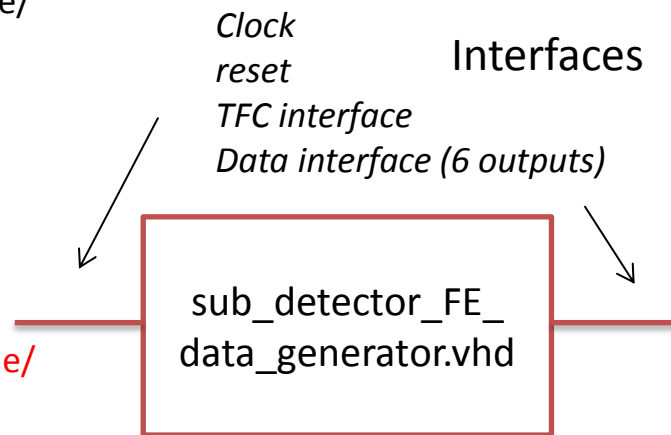 e/
Clock
reset
Interfaces
TFC interface
Data interface (6 outputs)
sub_detector_FE_
data_generator.vhd
e/